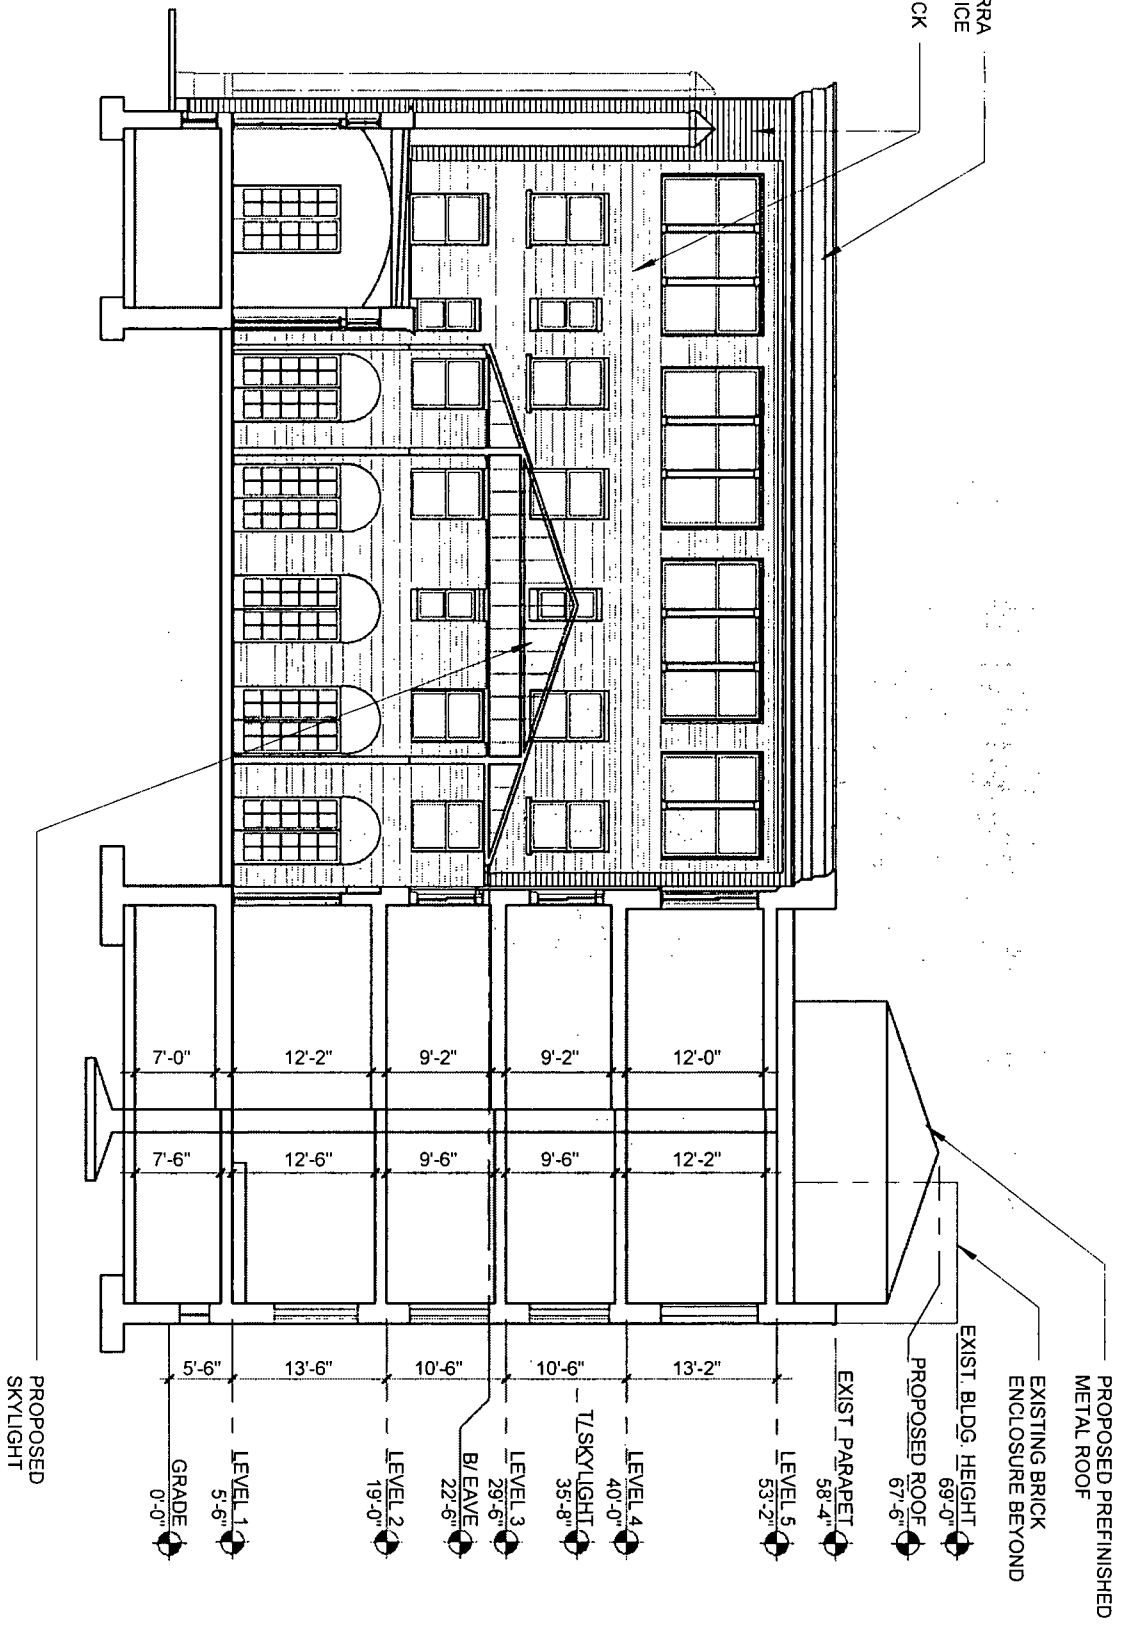 RRA
ICE
CK
7'-0"
12'-2"
9'-2"
9'-2"
12'-0"
7'-6"
12'-6"
9'-6"
9'-6"
12'-2"
5'-6"
13'-6"
10'-6"
10'-6"
13'-2"
PROPOSED PREFINISHED
METAL ROOF
EXISTING BRICK
ENCLOSURE BEYOND
EXIST. BLDG. HEIGHT
69'-0"
PROPOSED ROOF
67'-6"
EXIST. PARAPET
58'-4"
LEVEL 5
53'-2"
LEVEL 4
40'-0"
T/ SKYLIGHT
35'-8"
LEVEL 3
29'-6"
B/ EAVE
22'-6"
LEVEL 2
19'-0"
LEVEL 1
5'-6"
GRADE
0'-0"
PROPOSED
SKYLIGHT